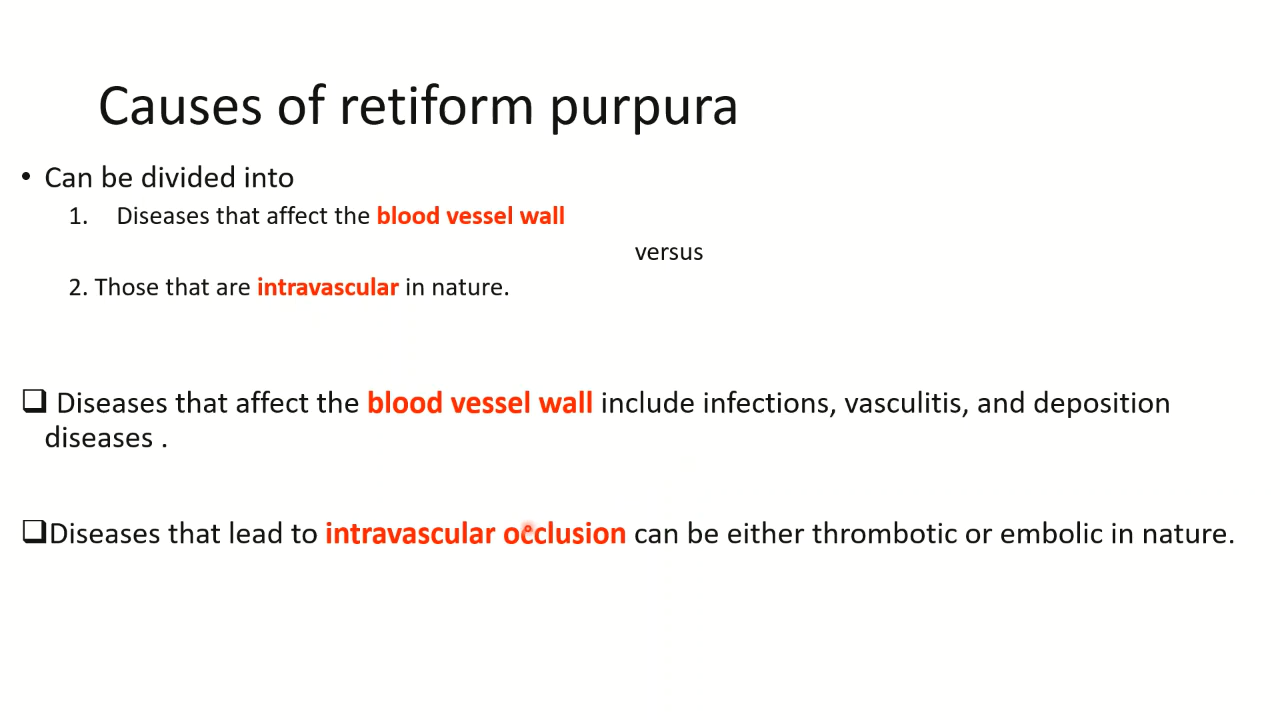 Causes of retiform purpura
• Can be divided into
1. Diseases that affect the blood vessel wall
versus
2. Those that are intravascular in nature.
❑ Diseases that affect the blood vessel wall include infections, vasculitis, and deposition
diseases .
❑Diseases that lead to intravascular occlusion can be either thrombotic or embolic in nature.